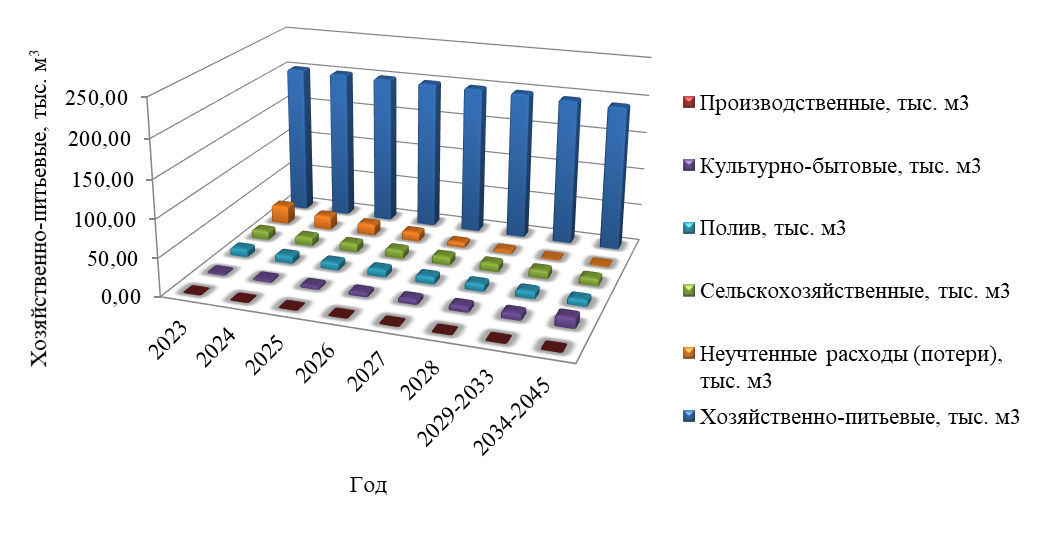 Хозяйственно-питьевые, тыс. м³
250,00
200,00
150,00
100,00
50,00
0,00
2023
2024
2025
2026
2027
2028
2029-2033
2034-2045
Год
Производственные, тыс. м3
Культурно-бытовые, тыс. м3
Полив, тыс. м3
Сельскохозяйственные, тыс. м3
Неучтенные расходы (потери),
тыс. м3
Хозяйственно-питьевые, тыс. м3